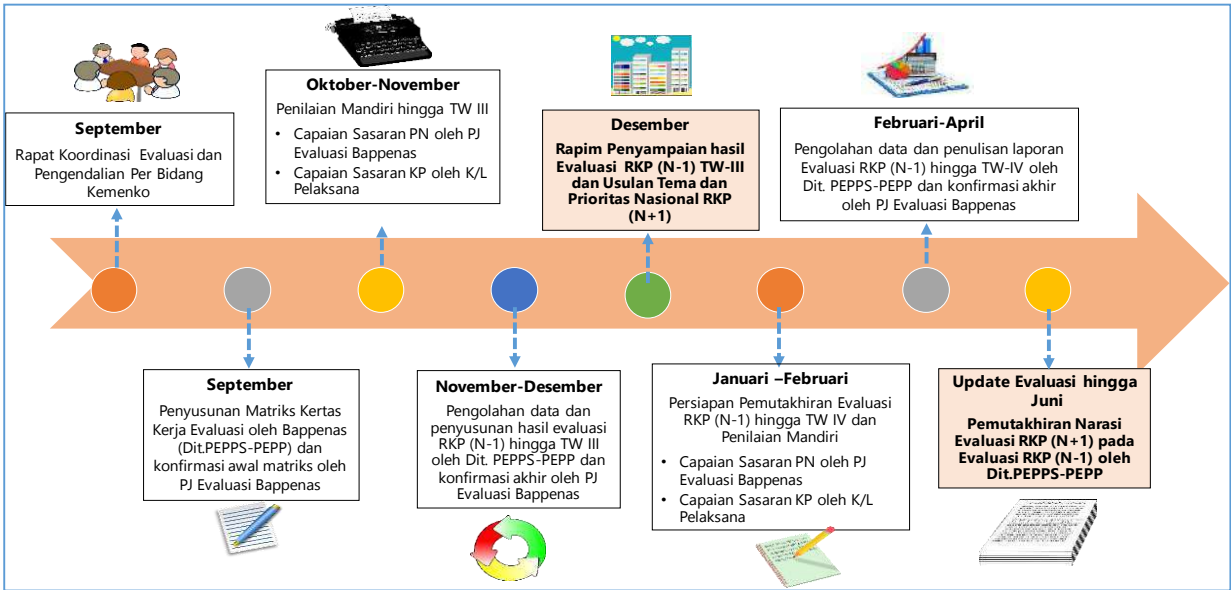 September
Rapat Koordinasi Evaluasi dan
Pengendalian Per Bidang
Kemenko
September
Penyusunan Matriks Kertas
Kerja Evaluasi oleh Bappenas
(Dit.PEPPS-PEPP) dan
konfirmasi awal matriks oleh
PJ Evaluasi Bappenas
Oktober-November
Penilaian Mandiri hingga TW III
• Capaian Sasaran PN oleh PJ
Evaluasi Bappenas
• Capaian Sasaran KP oleh K/L
Pelaksana
November-Desember
Pengolahan data dan
penyusunan hasil evaluasi
RKP (N-1) hingga TW III
oleh Dit. PEPPS-PEPP dan
konfirmasi akhir oleh PJ
Evaluasi Bappenas
Desember
Rapim Penyampaian hasil
Evaluasi RKP (N-1) TW-III
dan Usulan Tema dan
Prioritas Nasional RKP
(N+1)
Januari –Februari
Persiapan Pemutakhiran Evaluasi
RKP (N-1) hingga TW IV dan
Penilaian Mandiri
• Capaian Sasaran PN oleh PJ
Evaluasi Bappenas
• Capaian Sasaran KP oleh K/L
Pelaksana
Februari-April
Pengolahan data dan penulisan laporan
Evaluasi RKP (N-1) hingga TW-IV oleh
Dit. PEPPS-PEPP dan konfirmasi akhir
oleh PJ Evaluasi Bappenas
Update Evaluasi hingga
Juni
Pemutakhiran Narasi
Evaluasi RKP (N+1) pada
Evaluasi RKP (N-1) oleh
Dit.PEPPS-PEPP